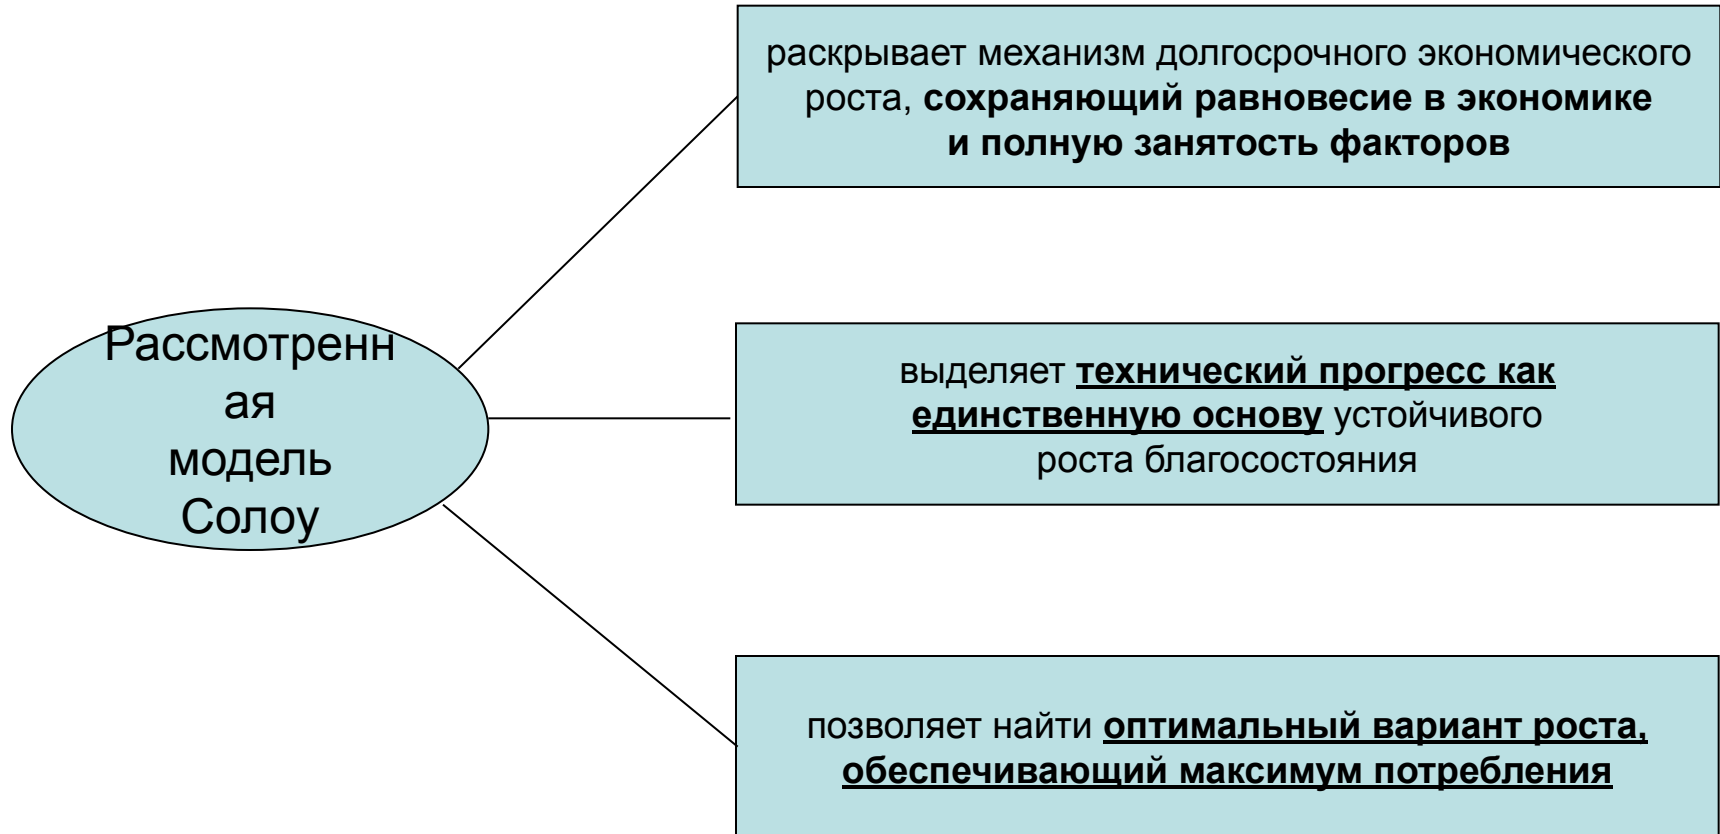 раскрывает механизм долгосрочного экономического
роста, сохраняющий равновесие в экономике
и полную занятость факторов
Рассмотренн
ая
модель
Солоу
выделяет технический прогресс как
единственную основу устойчивого
роста благосостояния
позволяет найти оптимальный вариант роста,
обеспечивающий максимум потребления